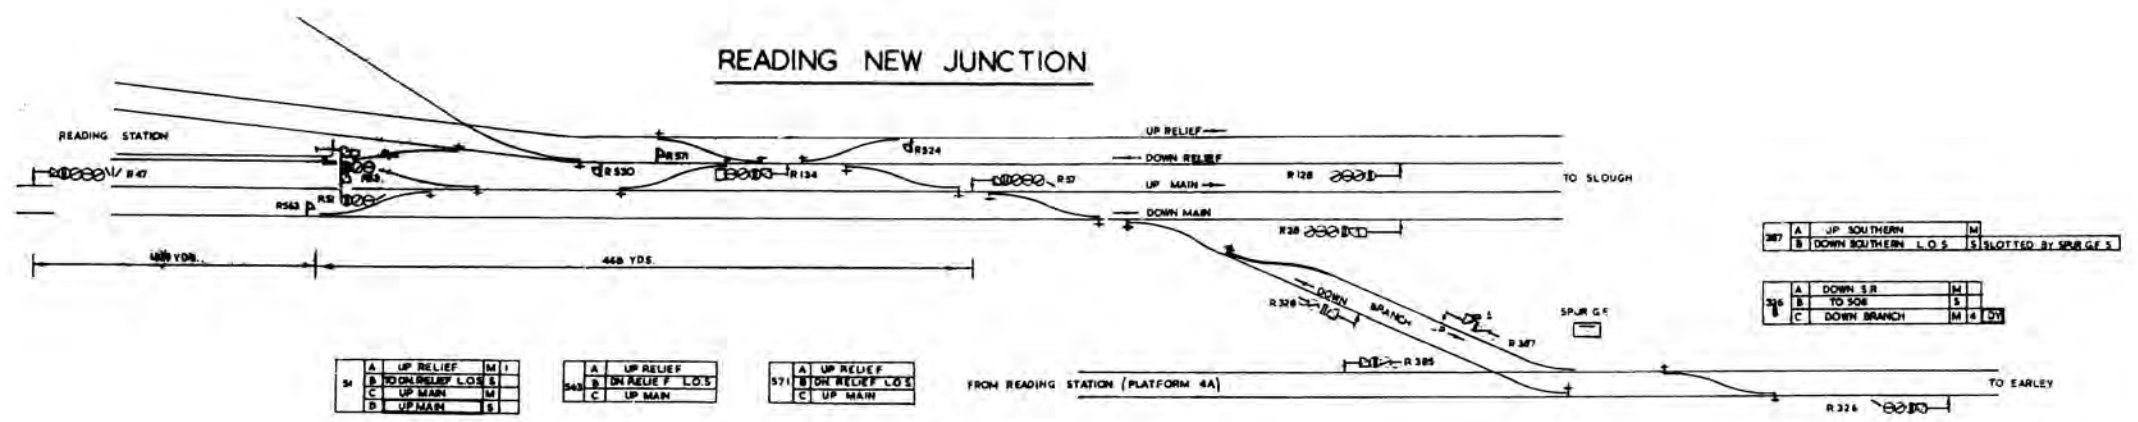 READING NEW JUNCTION
READING STATION
R47
R51
R563
R530
R571
R134
R524
R57
UP RELIEF
DOWN RELIEF
UP MAIN
DOWN MAIN
R128
R28
TO SLOUGH
468 YDS.
DOWN BRANCH
R328
R387
R385
SPUR G.F.
R326
FROM READING STATION (PLATFORM 4A)
TO EARLEY
387 A UP SOUTHERN M
B DOWN SOUTHERN L.O.S S SLOTTED BY SPUR G.F. 5
326 A DOWN S.R M
B TO 508 S
C DOWN BRANCH M 4 DY
51 A UP RELIEF M 1
B TO DN. RELIEF L.O.S S
C UP MAIN M
D UP MAIN S
563 A UP RELIEF
B DN. RELIEF L.O.S
C UP MAIN
571 A UP RELIEF
B DN. RELIEF L.O.S
C UP MAIN